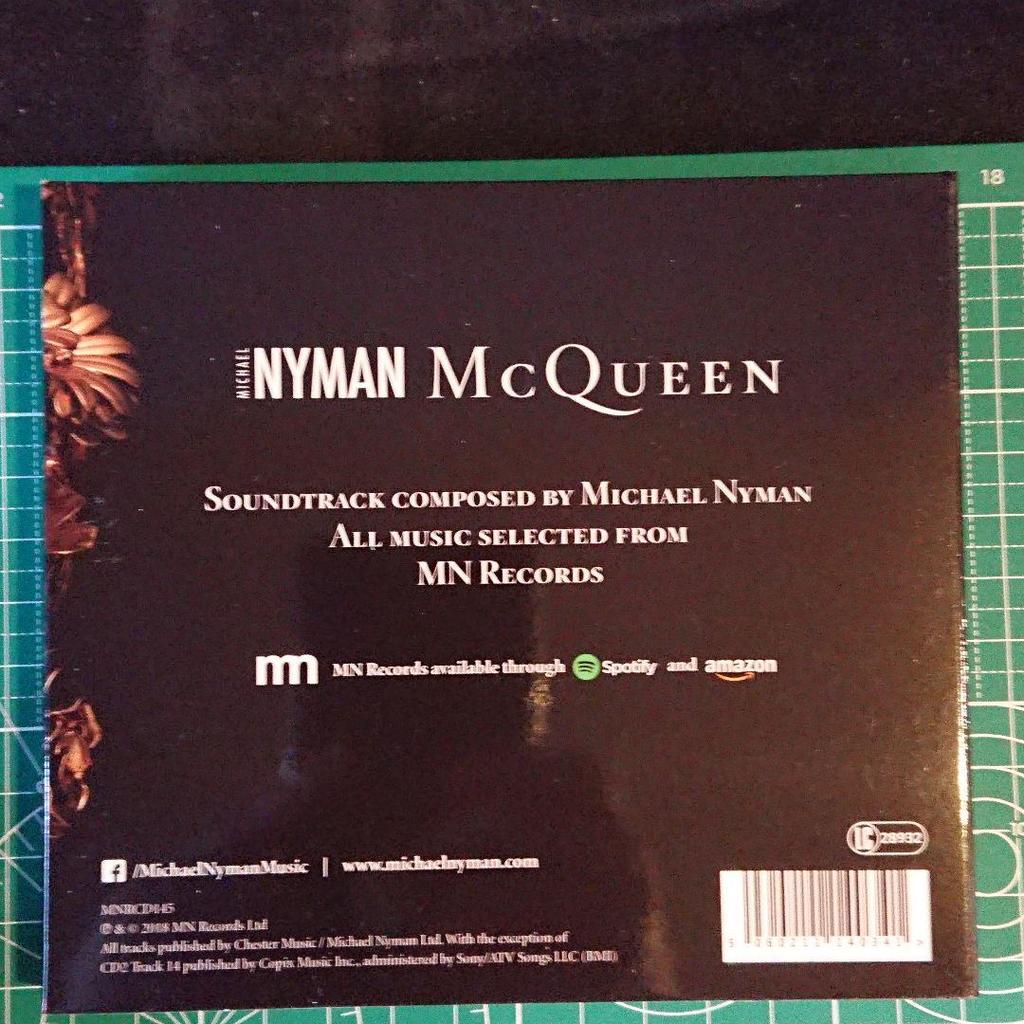 18
MICHAEL NYMAN McQUEEN
SOUNDTRACK COMPOSED BY MICHAEL NYMAN
ALL MUSIC SELECTED FROM
MN RECORDS
mn MN Records available through Spotify and amazon
LC 28932
f /MichaelNymanMusic | www.michaelnyman.com
MNRCD145
℗ & © 2018 MN Records Ltd
All tracks published by Chester Music / Michael Nyman Ltd. With the exception of
CD2 Track 14 published by Copix Music Inc., administered by Sony/ATV Songs LLC (BMI)
5 060211 140341 >